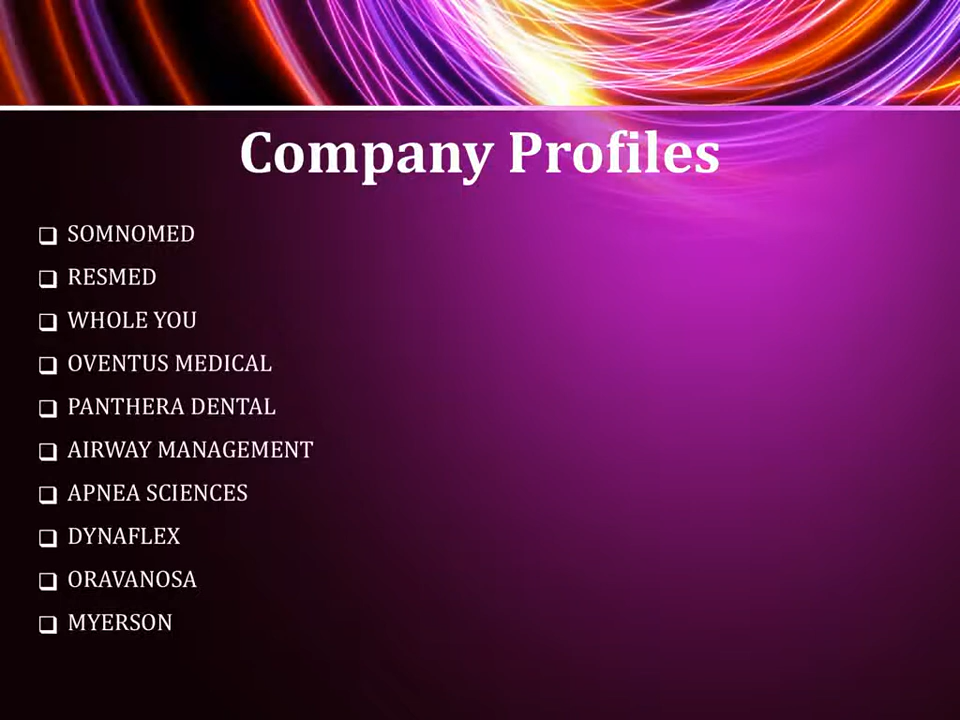 Company Profiles
SOMNOMED
RESMED
WHOLE YOU
OVENTUS MEDICAL
PANTHERA DENTAL
AIRWAY MANAGEMENT
APNEA SCIENCES
DYNAFLEX
ORAVANOSA
MYERSON